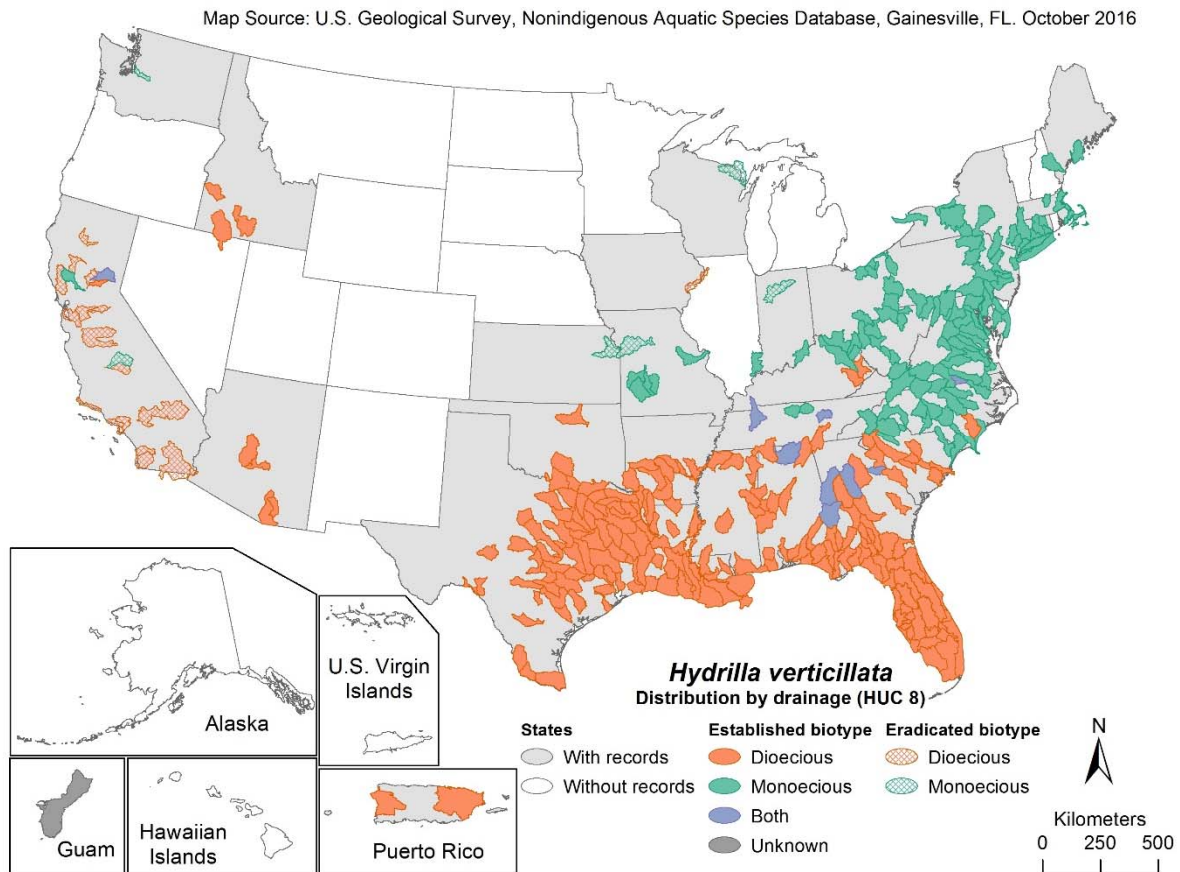 Map Source: U.S. Geological Survey, Nonindigenous Aquatic Species Database, Gainesville, FL. October 2016
Alaska
U.S. Virgin
Islands
Guam
Hawaiian
Islands
Puerto Rico
Hydrilla verticillata
Distribution by drainage (HUC 8)
States
With records
Without records
Established biotype
Dioecious
Monoecious
Both
Unknown
Eradicated biotype
Dioecious
Monoecious
N
Kilometers
0 250 500